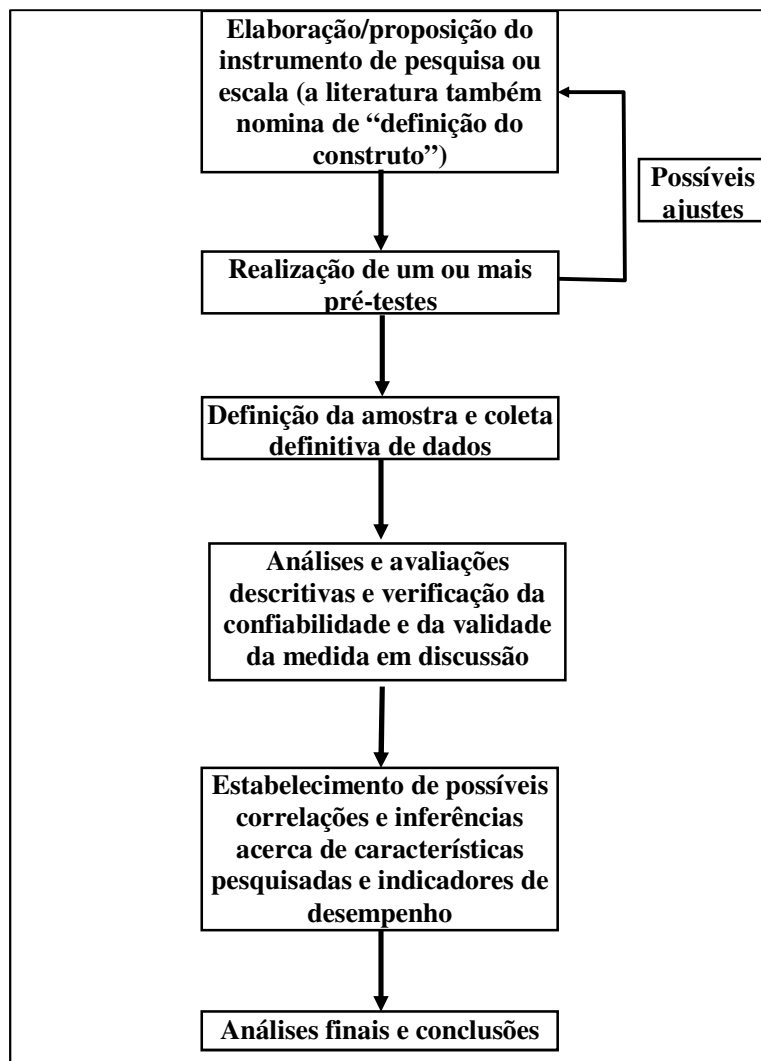 Elaboração/proposição do
instrumento de pesquisa ou
escala (a literatura também
nomina de “definição do
construto”)
Possíveis
ajustes
Realização de um ou mais
pré-testes
Definição da amostra e coleta
definitiva de dados
Análises e avaliações
descritivas e verificação da
confiabilidade e da validade
da medida em discussão
Estabelecimento de possíveis
correlações e inferências
acerca de características
pesquisadas e indicadores de
desempenho
Análises finais e conclusões